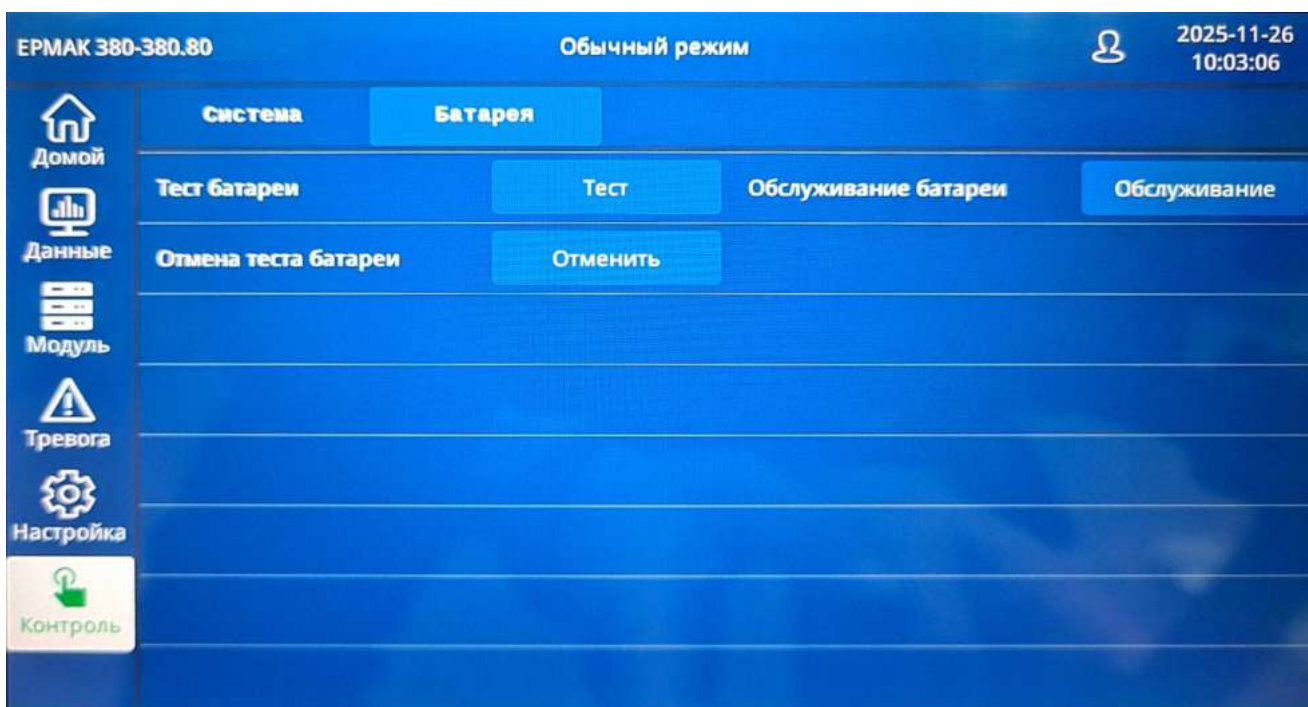 ЕРМАК 380-380.80 Обычный режим 2025-11-26
10:03:06
Система Батарея
Домой
Тест батареи Тест Обслуживание батареи Обслуживание
Данные
Отмена теста батареи Отменить
Модуль
Тревога
Настройка
Контроль